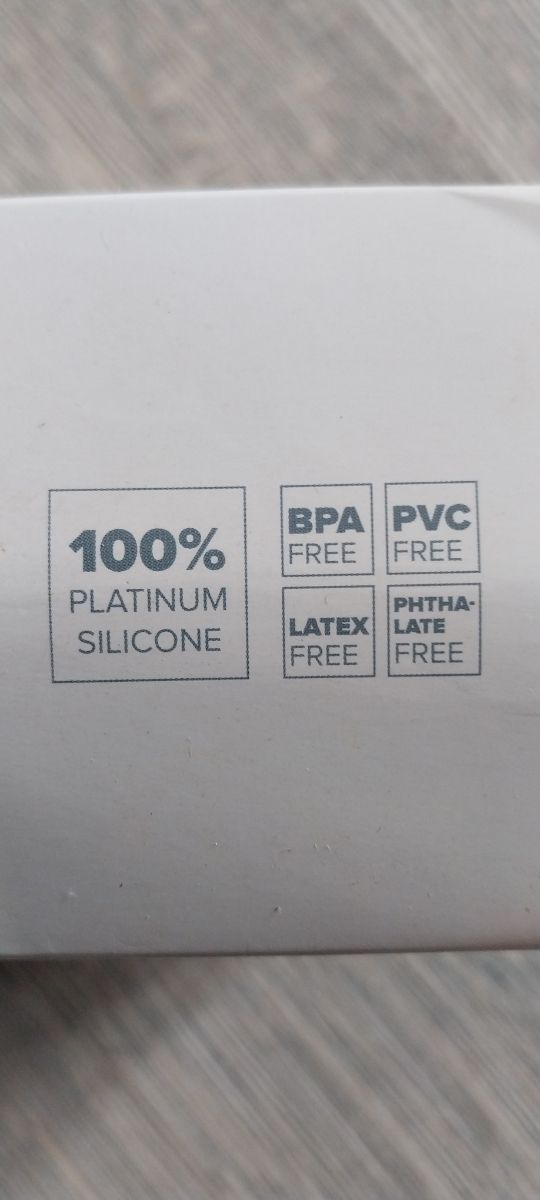 100%
PLATINUM
SILICONE
BPA
FREE
PVC
FREE
LATEX
FREE
PHTHA-
LATE
FREE